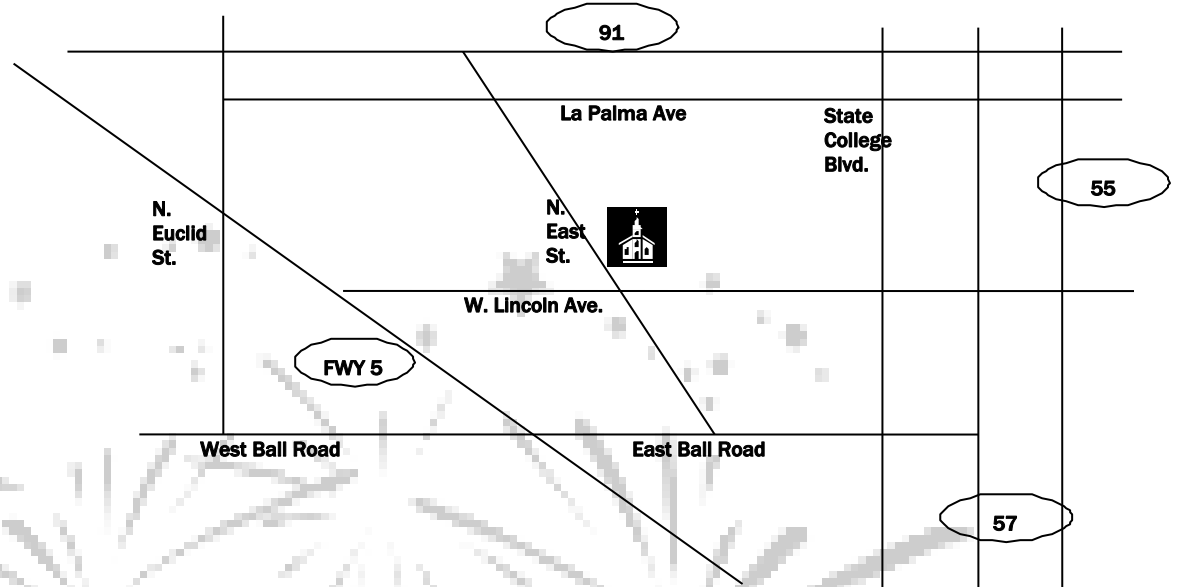 91
La Palma Ave
State
College
Blvd.
55
N.
Euclid
St.
N.
East
St.
W. Lincoln Ave.
FWY 5
West Ball Road
East Ball Road
57